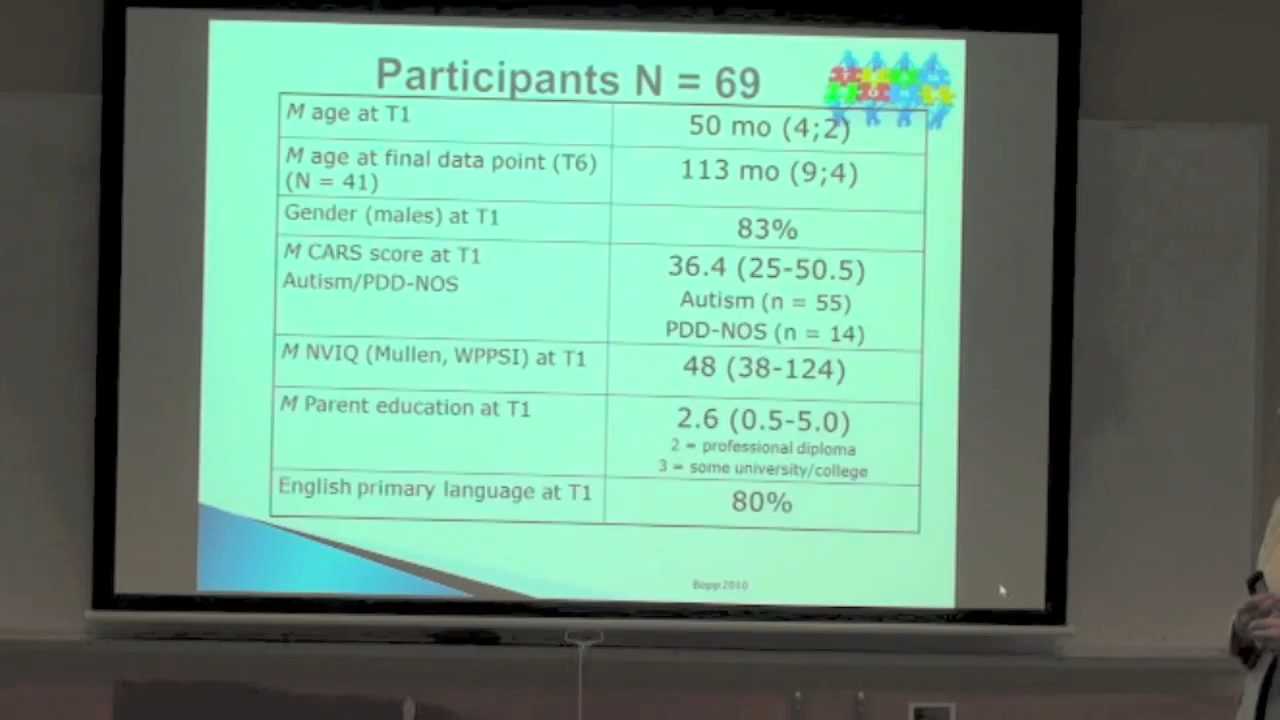 Participants N = 69
M age at T1
50 mo (4;2)
M age at final data point (T6)
(N = 41)
113 mo (9;4)
Gender (males) at T1
83%
M CARS score at T1
Autism/PDD-NOS
36.4 (25-50.5)
Autism (n = 55)
PDD-NOS (n = 14)
M NVIQ (Mullen, WPPSI) at T1
48 (38-124)
M Parent education at T1
2.6 (0.5-5.0)
2 = professional diploma
3 = some university/college
English primary language at T1
80%
Bopp 2010